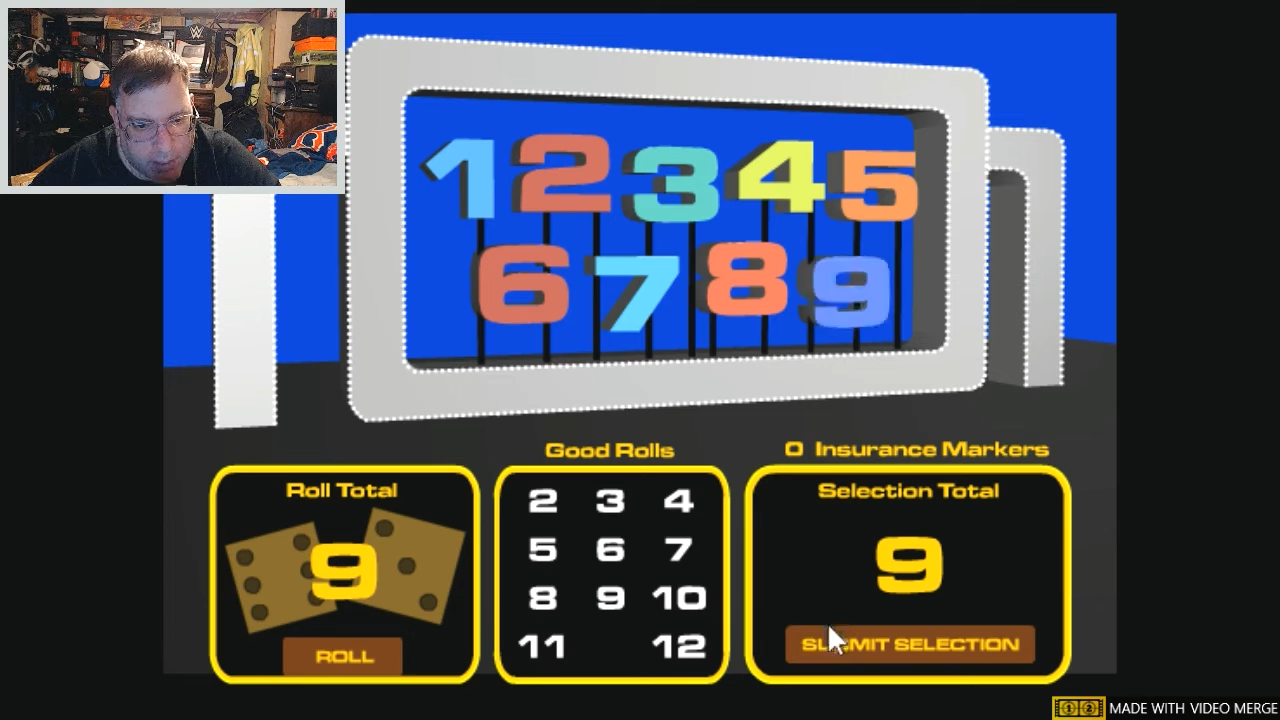 1 2 3 4 5
6 7 8 9
0 Insurance Markers
Good Rolls
Roll Total
9
ROLL
2 3 4
5 6 7
8 9 10
11 12
Selection Total
9
SUBMIT SELECTION
MADE WITH VIDEO MERGE